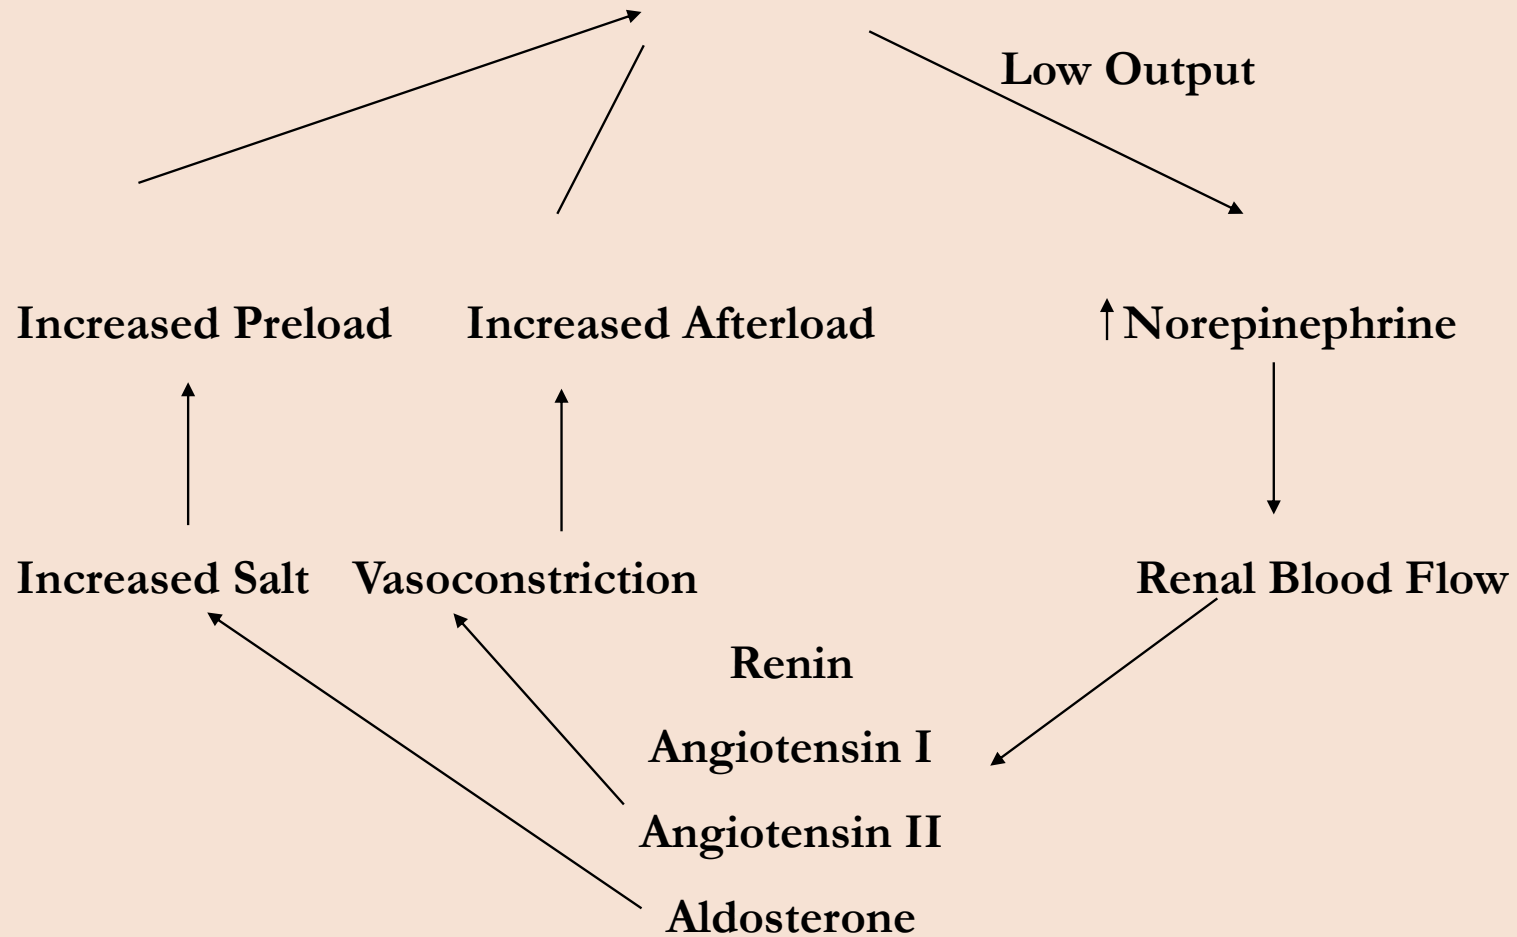 Low Output
Increased Preload Increased Afterload Norepinephrine
Increased Salt Vasoconstriction Renal Blood Flow
Renin
Angiotensin I
Angiotensin II
Aldosterone